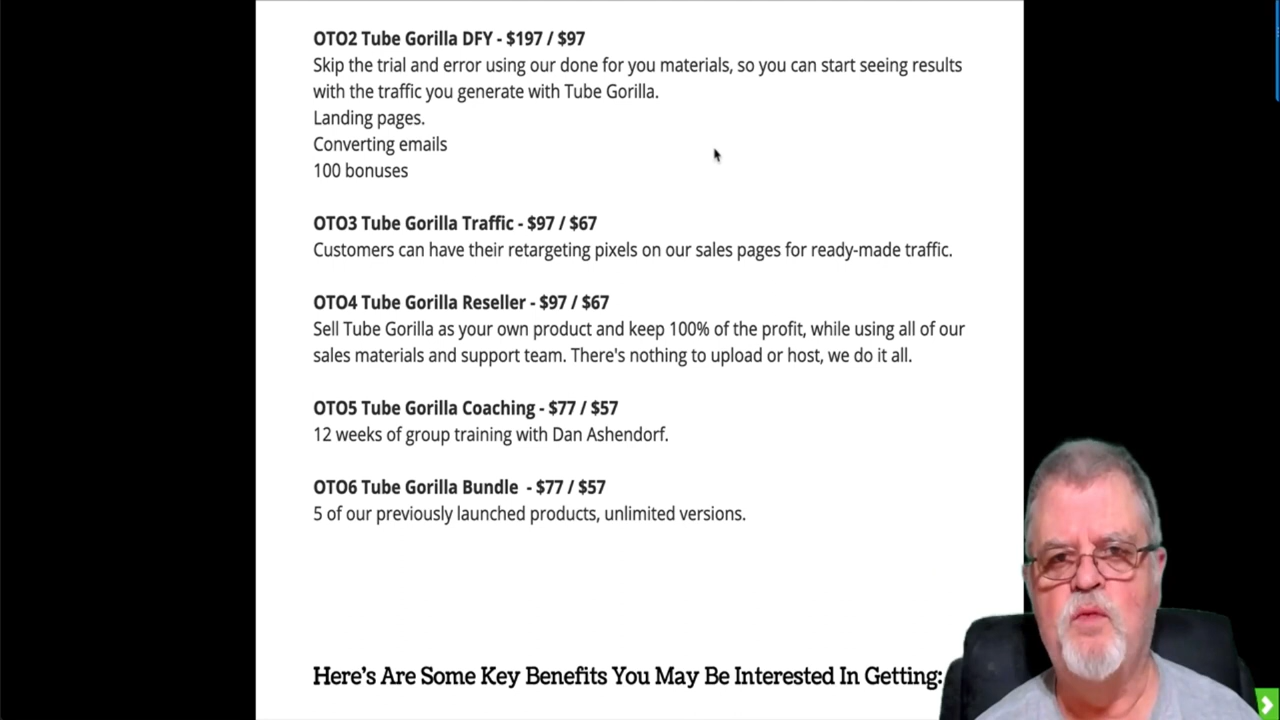 OTO2 Tube Gorilla DFY - $197 / $97
Skip the trial and error using our done for you materials, so you can start seeing results
with the traffic you generate with Tube Gorilla.
Landing pages.
Converting emails
100 bonuses
OTO3 Tube Gorilla Traffic - $97 / $67
Customers can have their retargeting pixels on our sales pages for ready-made traffic.
OTO4 Tube Gorilla Reseller - $97 / $67
Sell Tube Gorilla as your own product and keep 100% of the profit, while using all of our
sales materials and support team. There's nothing to upload or host, we do it all.
OTO5 Tube Gorilla Coaching - $77 / $57
12 weeks of group training with Dan Ashendorf.
OTO6 Tube Gorilla Bundle  - $77 / $57
5 of our previously launched products, unlimited versions.
Here's Are Some Key Benefits You May Be Interested In Getting: